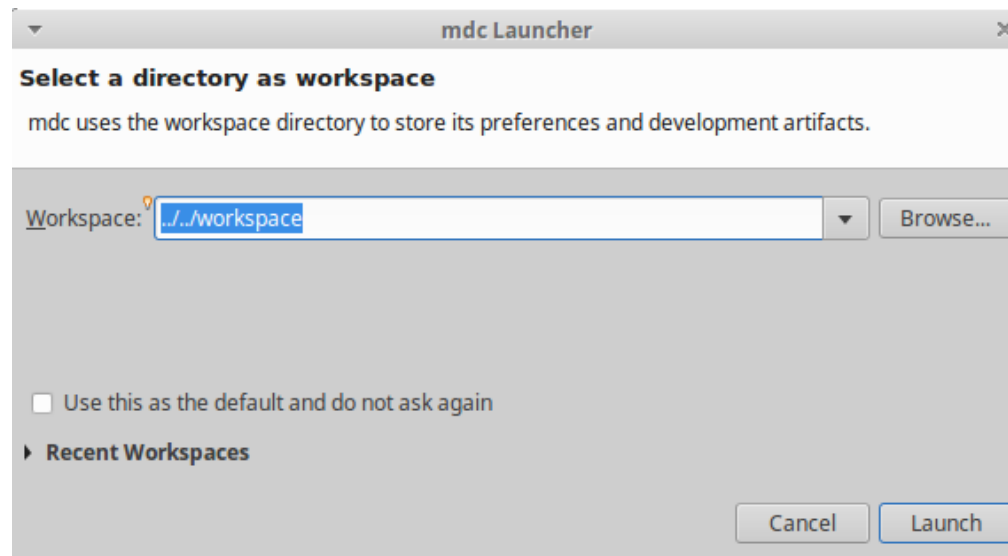 mdc Launcher
Select a directory as workspace
mdc uses the workspace directory to store its preferences and development artifacts.
Workspace: ../../workspace Browse...
Use this as the default and do not ask again
Recent Workspaces
Cancel Launch